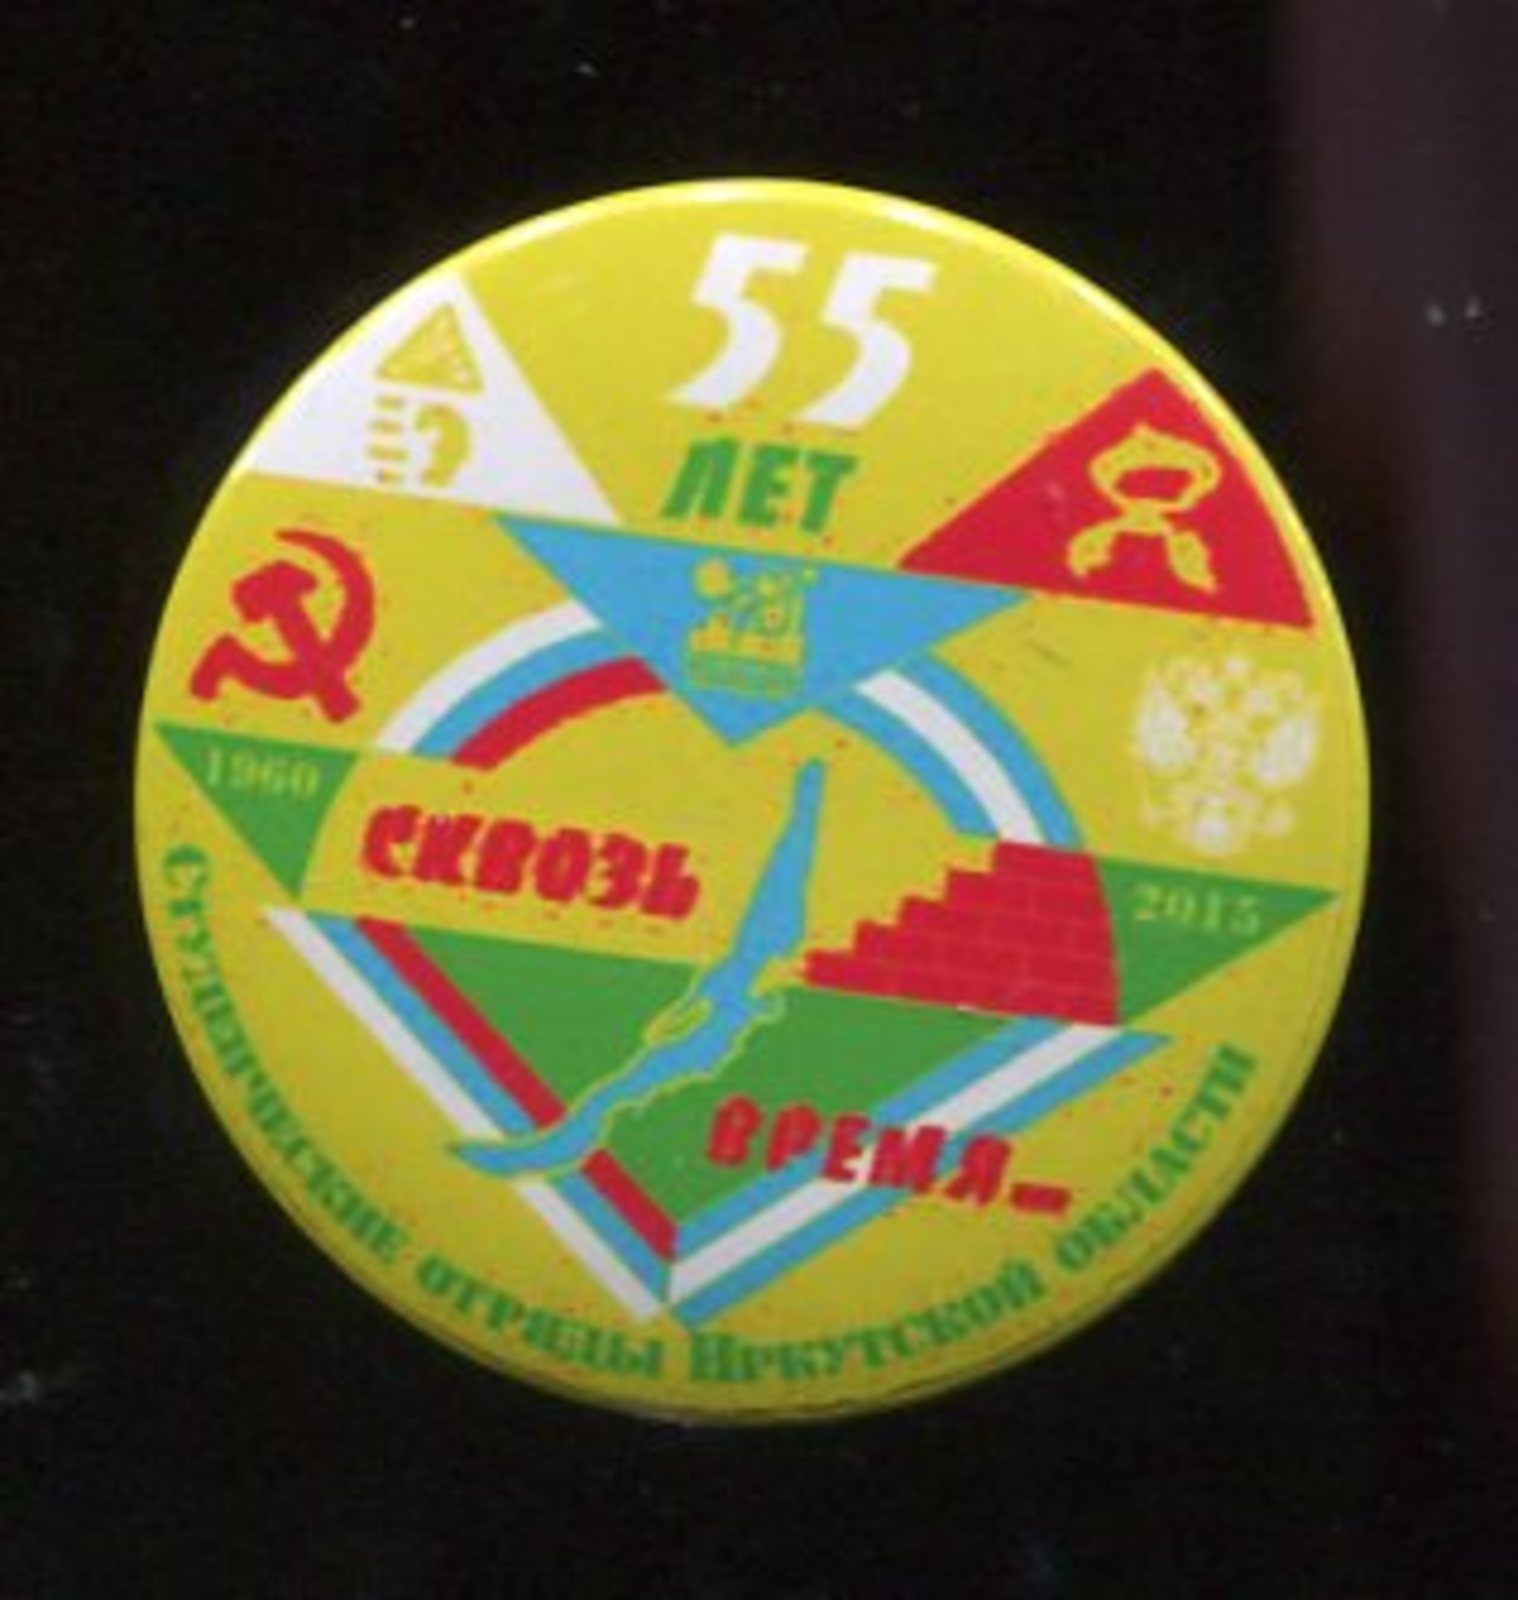 55
ЛЕТ
1960
2015
СКВОЗЬ
ВРЕМЯ...
СТУДЕНЧЕСКИЕ ОТРЯДЫ ИРКУТСКОЙ ОБЛАСТИ